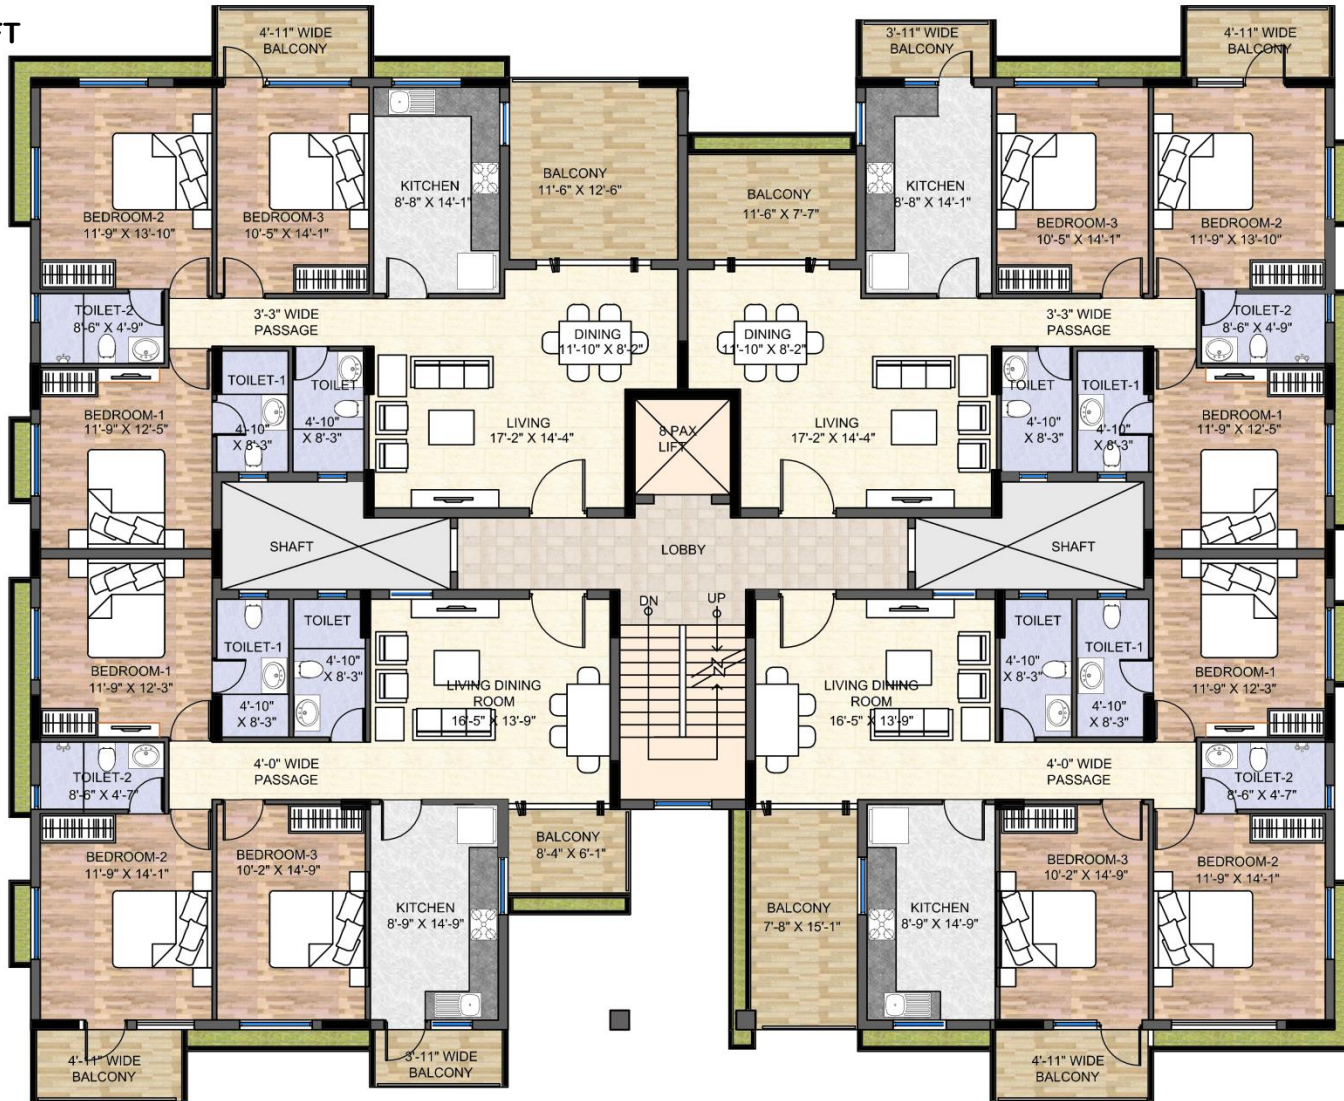 FT
4'-11" WIDE
BALCONY
3'-11" WIDE
BALCONY
4'-11" WIDE
BALCONY
BEDROOM-2
11'-9" X 13'-10"
BEDROOM-3
10'-5" X 14'-1"
KITCHEN
8'-8" X 14'-1"
BALCONY
11'-6" X 12'-6"
BALCONY
11'-6" X 7'-7"
KITCHEN
8'-8" X 14'-1"
BEDROOM-3
10'-5" X 14'-1"
BEDROOM-2
11'-9" X 13'-10"
TOILET-2
8'-6" X 4'-9"
3'-3" WIDE
PASSAGE
DINING
11'-10" X 8'-2"
DINING
11'-10" X 8'-2"
3'-3" WIDE
PASSAGE
TOILET-2
8'-6" X 4'-9"
BEDROOM-1
11'-9" X 12'-5"
TOILET-1
4'-10"
X 8'-3"
TOILET
4'-10"
X 8'-3"
LIVING
17'-2" X 14'-4"
8 PAX
LIFT
LIVING
17'-2" X 14'-4"
TOILET
4'-10"
X 8'-3"
TOILET-1
4'-10"
X 8'-3"
BEDROOM-1
11'-9" X 12'-5"
SHAFT
LOBBY
SHAFT
DN
UP
BEDROOM-1
11'-9" X 12'-3"
TOILET-1
4'-10"
X 8'-3"
TOILET
4'-10"
X 8'-3"
LIVING DINING
ROOM
16'-5" X 13'-9"
LIVING DINING
ROOM
16'-5" X 13'-9"
TOILET
4'-10"
X 8'-3"
TOILET-1
4'-10"
X 8'-3"
BEDROOM-1
11'-9" X 12'-3"
TOILET-2
8'-6" X 4'-7"
4'-0" WIDE
PASSAGE
4'-0" WIDE
PASSAGE
TOILET-2
8'-6" X 4'-7"
BEDROOM-2
11'-9" X 14'-1"
BEDROOM-3
10'-2" X 14'-9"
KITCHEN
8'-9" X 14'-9"
BALCONY
8'-4" X 6'-1"
BALCONY
7'-8" X 15'-1"
KITCHEN
8'-9" X 14'-9"
BEDROOM-3
10'-2" X 14'-9"
BEDROOM-2
11'-9" X 14'-1"
4'-11" WIDE
BALCONY
3'-11" WIDE
BALCONY
4'-11" WIDE
BALCONY